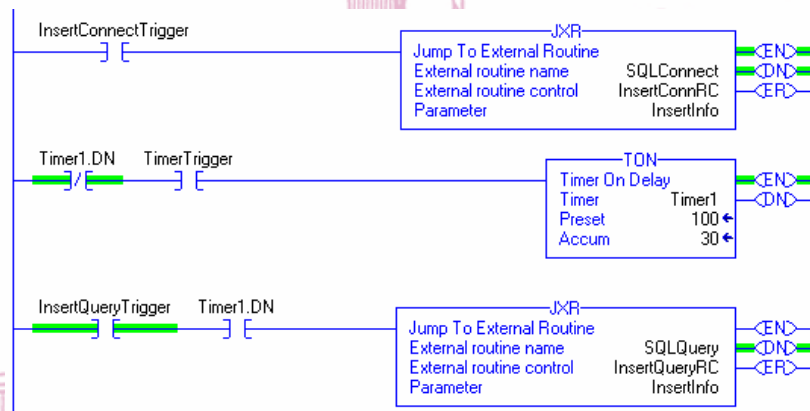 InsertConnectTrigger
JXR
Jump To External Routine
External routine name SQLConnect
External routine control InsertConnRC
Parameter InsertInfo
EN
DN
ER
Timer1.DN TimerTrigger
TON
Timer On Delay
Timer Timer1
Preset 100
Accum 30
EN
DN
InsertQueryTrigger Timer1.DN
JXR
Jump To External Routine
External routine name SQLQuery
External routine control InsertQueryRC
Parameter InsertInfo
EN
DN
ER